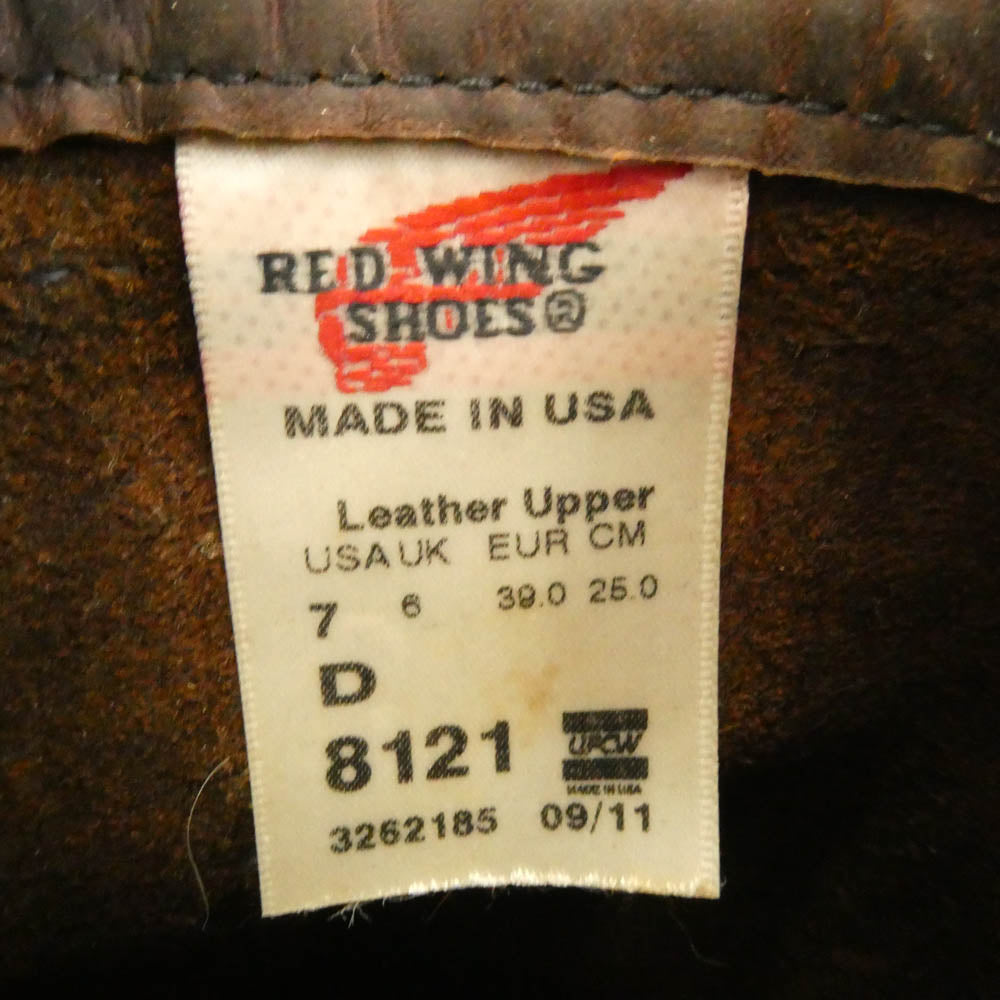 RED WING
SHOES®
MADE IN USA
Leather Upper
USA UK EUR CM
7 6 39.0 25.0
D
8121
UFCW
MADE IN USA
3262185 09/11